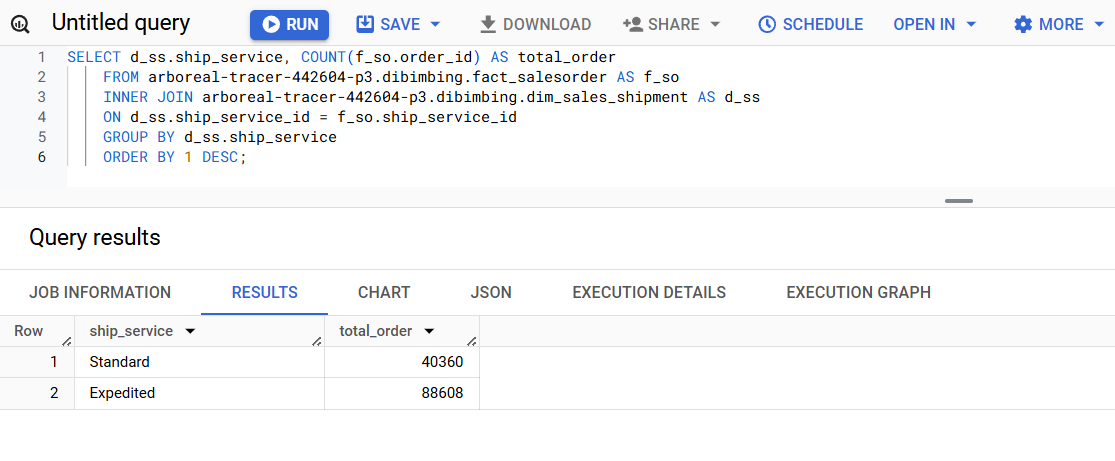 Untitled query RUN SAVE DOWNLOAD SHARE SCHEDULE OPEN IN MORE
1 SELECT d_ss.ship_service, COUNT(f_so.order_id) AS total_order
2 FROM arboreal-tracer-442604-p3.dibimbing.fact_salesorder AS f_so
3 INNER JOIN arboreal-tracer-442604-p3.dibimbing.dim_sales_shipment AS d_ss
4 ON d_ss.ship_service_id = f_so.ship_service_id
5 GROUP BY d_ss.ship_service
6 ORDER BY 1 DESC;
Query results
JOB INFORMATION RESULTS CHART JSON EXECUTION DETAILS EXECUTION GRAPH
Row ship_service total_order
1 Standard 40360
2 Expedited 88608